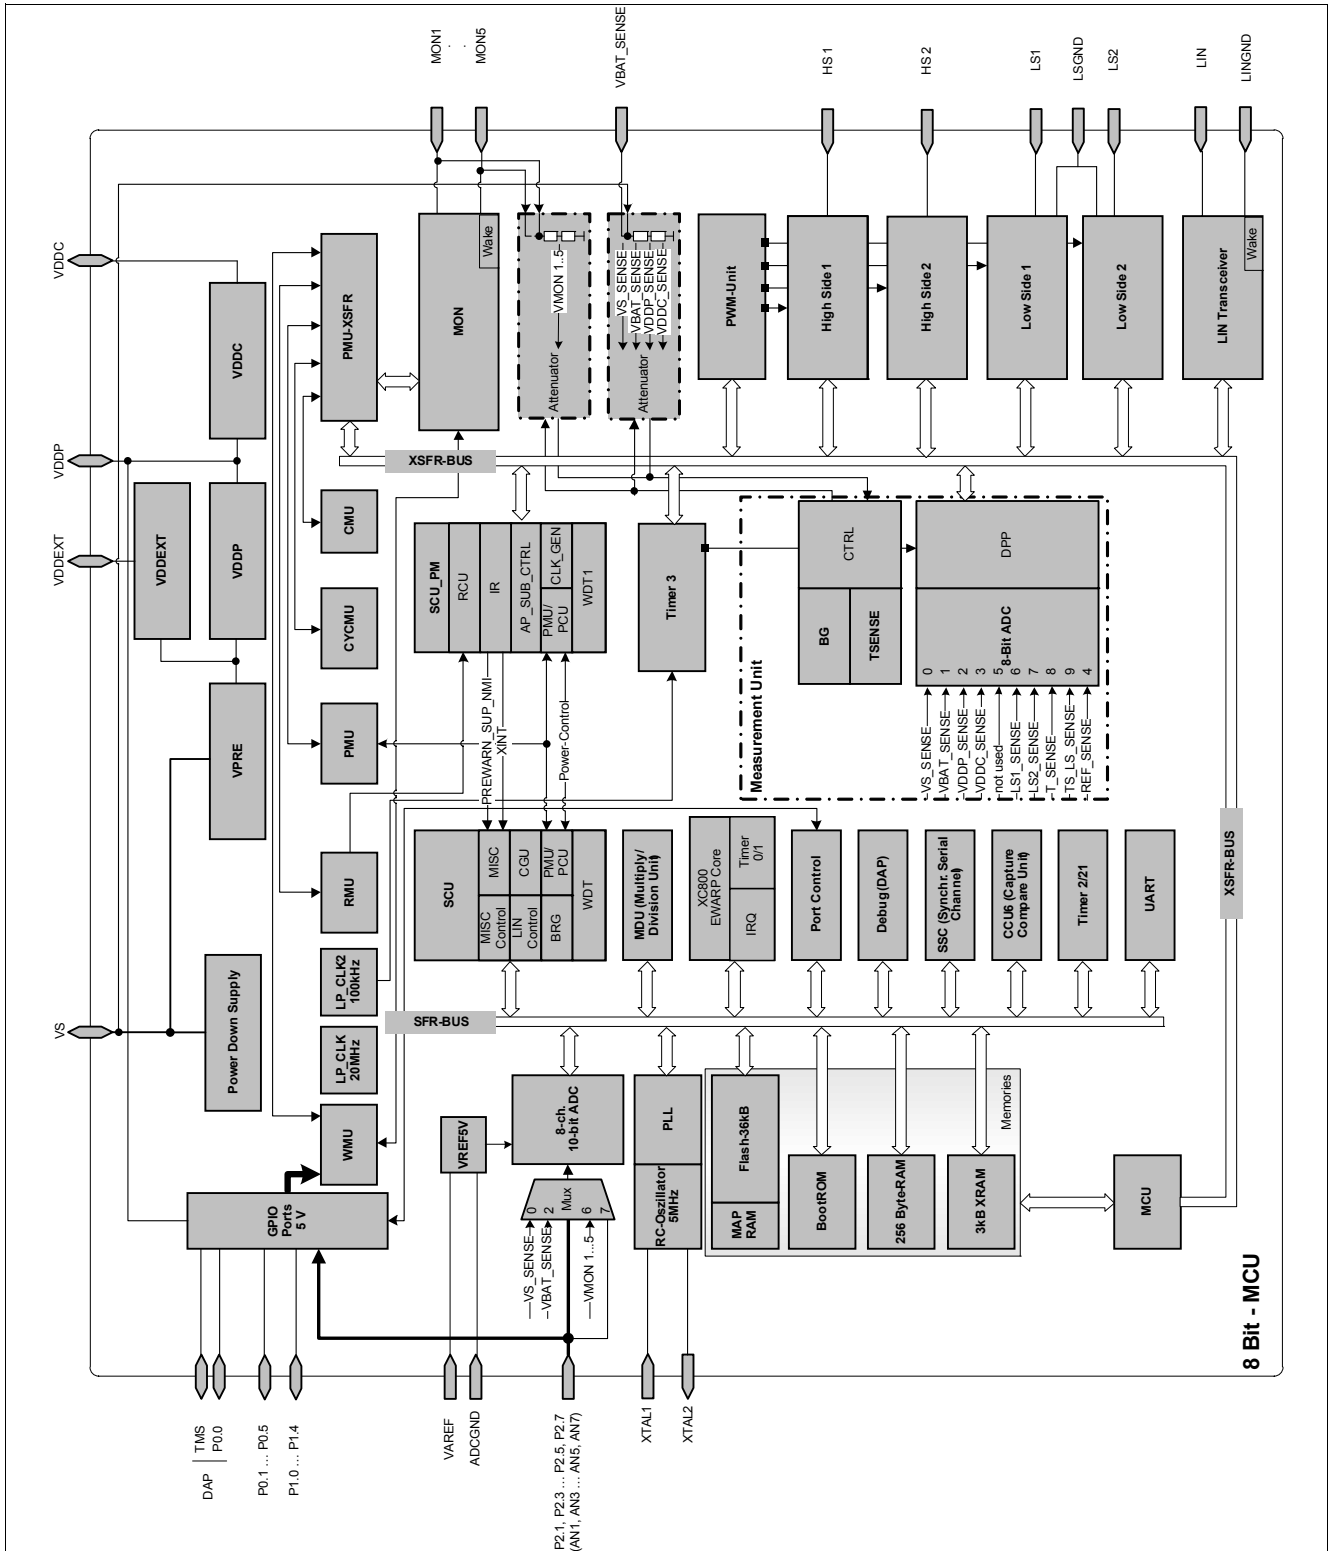 VS
VDDEXT
VDDP
VDDC
MON1
.
.
MON5
VBAT_SENSE
HS 1
HS 2
LS1
LSGND
LS2
LIN
LINGND
Power Down Supply
VPRE
VDDEXT
VDDP
VDDC
GPIO
Ports
5 V
WMU
LP_CLK
20MHz
LP_CLK2
100kHz
RMU
PMU
CYCMU
CMU
PMU-XSFR
MON
Wake
VMON 1..5
Attenuator
VS_SENSE
VBAT_SENSE
VDDP_SENSE
VDDC_SENSE
Attenuator
PWM-Unit
High Side 1
High Side 2
Low Side 1
Low Side 2
LIN Transceiver
Wake
XSFR-BUS
SCU_PM
RCU
IR
AP_SUB_CTRL
PMU/
PCU
CLK_GEN
WDT1
PREWARN_SUP_NMI
XINT
Power-Control
Timer 3
Measurement Unit
BG
TSENSE
CTRL
DPP
8-Bit ADC
0
1
2
3
5
6
7
8
9
4
VS_SENSE
VBAT_SENSE
VDDP_SENSE
VDDC_SENSE
not used
LS1_SENSE
LS2_SENSE
T_SENSE
TS_LS_SENSE
REF_SENSE
SCU
MISC
Control
MISC
LIN
Control
CGU
BRG
PMU/
PCU
WDT
MDU (Multiply/
Division Unit)
XC800
EWARP Core
IRQ
Timer
0/1
Port Control
Debug (DAP)
SSC (Synchr. Serial
Channel)
CCU6 (Capture
Compare Unit)
Timer 2/21
UART
XSFR-BUS
SFR-BUS
VREF5V
8-ch.
10-bit ADC
Mux
0
2
6
7
VS_SENSE
VBAT_SENSE
VMON 1...5
RC-Oszillator
5MHz
PLL
MAP
RAM
Flash-36kB
BootROM
256 Byte-RAM
3kB XRAM
Memories
MCU
8 Bit - MCU
DAP
TMS
P0.0
P0.1 ... P0.5
P1.0 ... P1.4
VAREF
ADCGND
P2.1, P2.3 ... P2.5, P2.7
(AN1, AN3 ... AN5, AN7)
XTAL1
XTAL2